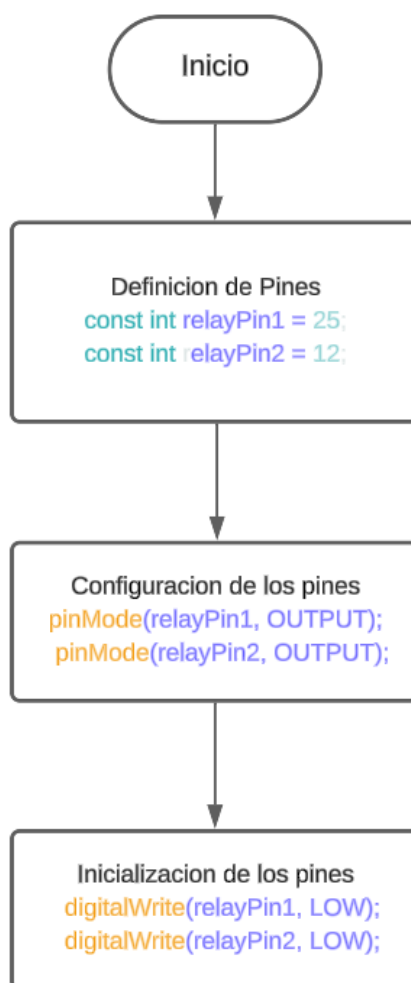 Inicio
Definicion de Pines
const int relayPin1 = 25;
const int relayPin2 = 12;
Configuracion de los pines
pinMode(relayPin1, OUTPUT);
pinMode(relayPin2, OUTPUT);
Inicializacion de los pines
digitalWrite(relayPin1, LOW);
digitalWrite(relayPin2, LOW);